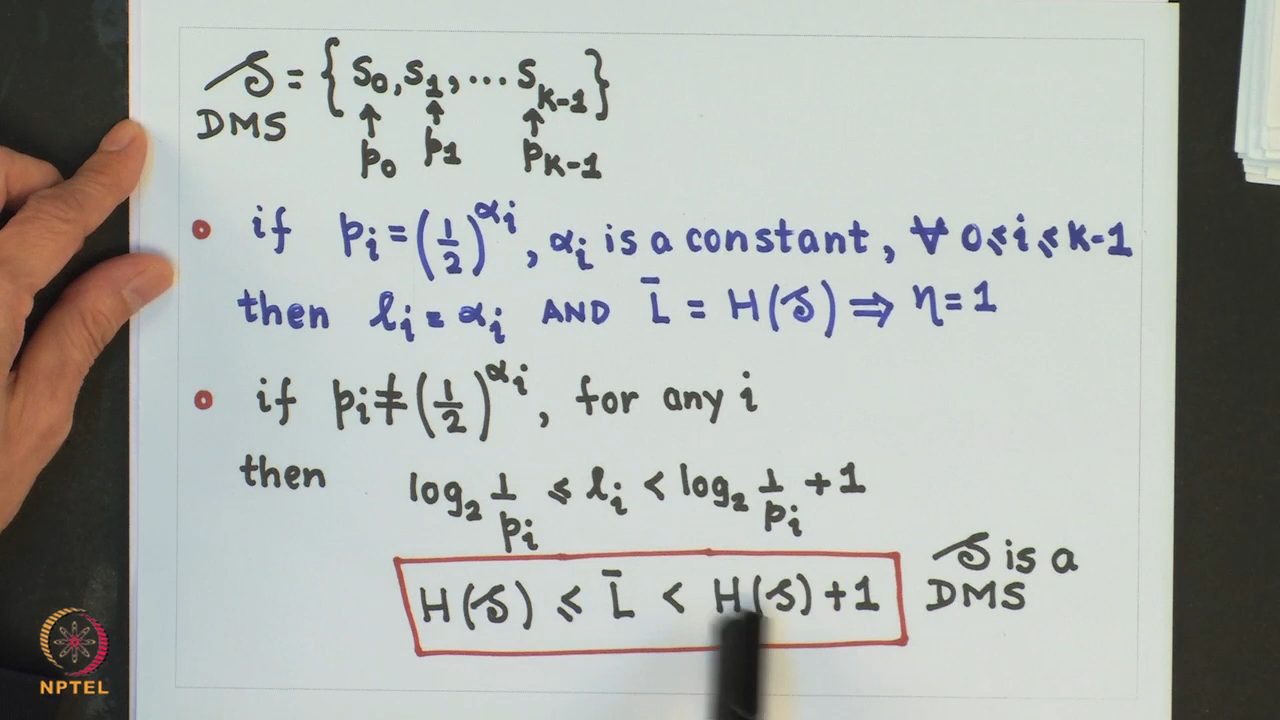 𝒮 = { s₀, s₁, ... s_{K-1} }
DMS
p₀ p₁ p_{K-1}
if pᵢ = (1/2)^{αᵢ}, αᵢ is a constant, ∀ 0 ≤ i ≤ K-1
then lᵢ = αᵢ AND L̄ = H(𝒮) ⇒ η = 1
if pᵢ ≠ (1/2)^{αᵢ}, for any i
then log₂ 1/pᵢ ≤ lᵢ < log₂ 1/pᵢ + 1
H(𝒮) ≤ L̄ < H(𝒮) + 1
𝒮 is a
DMS
NPTEL